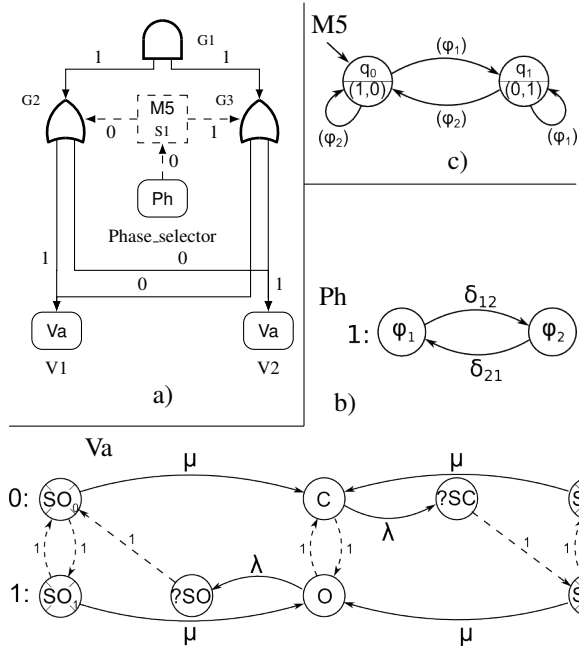 G1
1 1
G2 M5 G3
S1
0 1
0
Ph
Phase_selector
1 0
0 1
Va Va
V1 V2
a)
M5
q0 (φ1) q1
(1,0) (0,1)
(φ2) (φ2) (φ1)
c)
Ph
δ12
1: φ1 φ2
δ21
b)
Va
μ μ
0: SO0 C ?SC
λ
1 1 1 1 1 1 1
λ
1: SO1 ?SO O
μ μ